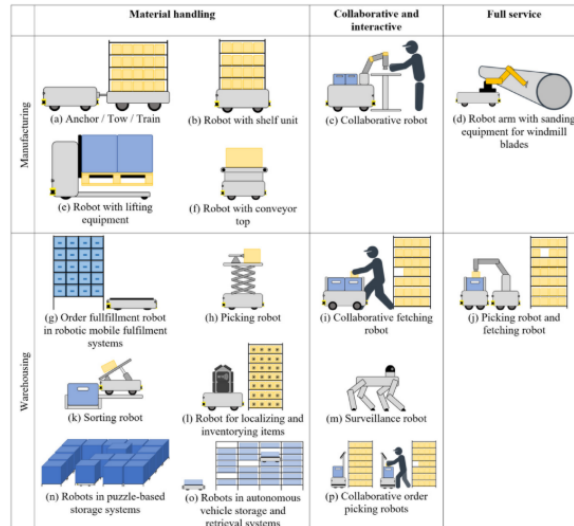 Material handling
Collaborative and
interactive
Full service
Manufacturing
(a) Anchor / Tow / Train
(b) Robot with shelf unit
(c) Collaborative robot
(d) Robot arm with sanding
equipment for windmill
blades
(e) Robot with lifting
equipment
(f) Robot with conveyor
top
Warehousing
(g) Order fullfillment robot
in robotic mobile fulfilment
systems
(h) Picking robot
(i) Collaborative fetching
robot
(j) Picking robot and
fetching robot
(k) Sorting robot
(l) Robot for localizing and
inventorying items
(m) Surveillance robot
(n) Robots in puzzle-based
storage systems
(o) Robots in autonomous
vehicle storage and
retrieval systems
(p) Collaborative order
picking robots